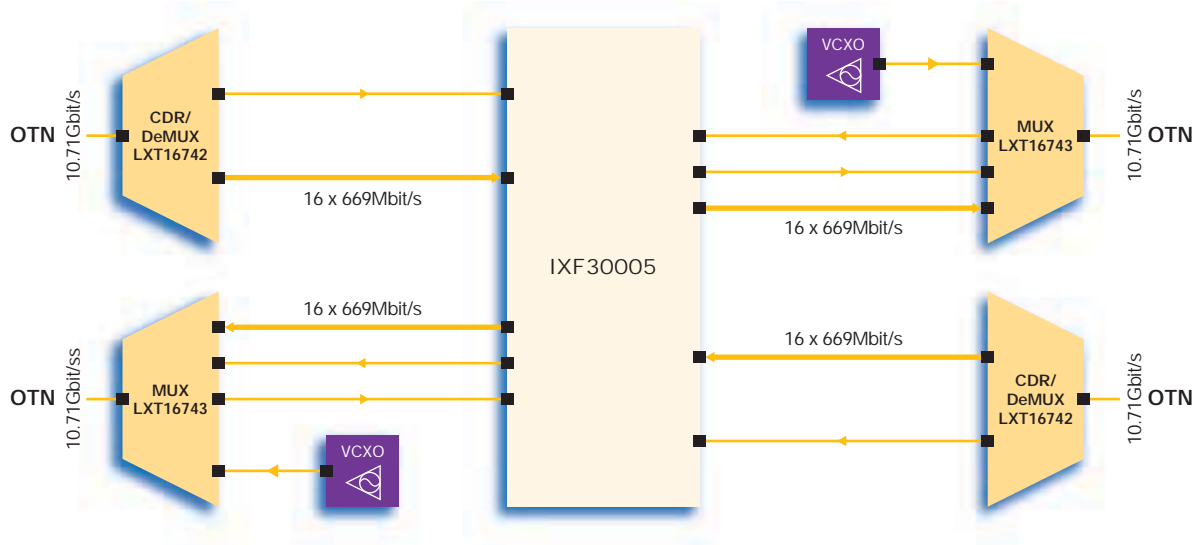 OTN
10.71Gbit/s
CDR/
DeMUX
LXT16742
16 x 669Mbit/s
IXF30005
VCXO
MUX
LXT16743
16 x 669Mbit/s
10.71Gbit/s
OTN
OTN
10.71Gbit/ss
MUX
LXT16743
16 x 669Mbit/s
VCXO
16 x 669Mbit/s
CDR/
DeMUX
LXT16742
10.71Gbit/s
OTN